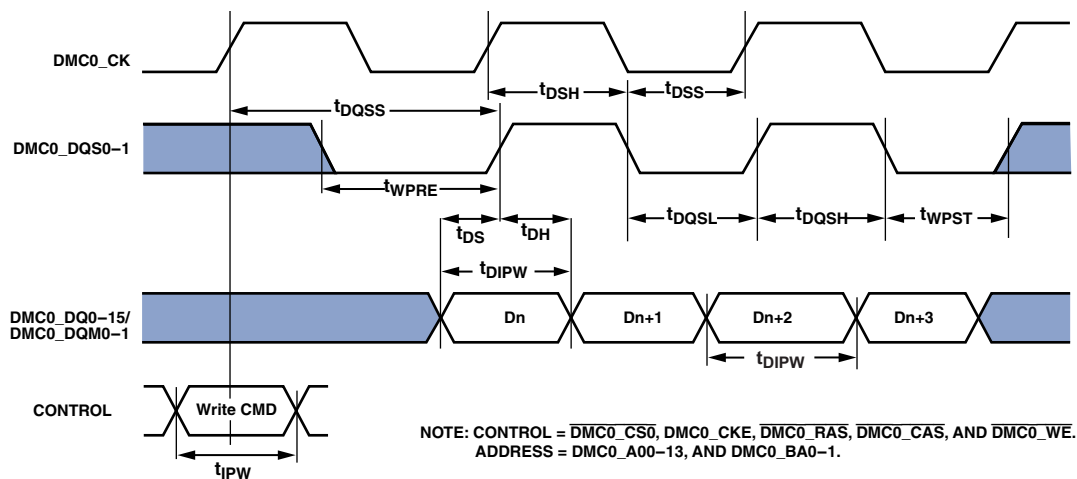 DMC0_CK
tDSH
tDSS
tDQSS
DMC0_DQS0–1
tWPRE
tDS
tDH
tDQSL
tDQSH
tWPST
tDIPW
DMC0_DQ0–15/
DMC0_DQM0–1
Dn
Dn+1
Dn+2
Dn+3
tDIPW
CONTROL
Write CMD
tIPW
NOTE: CONTROL = DMC0_CS0, DMC0_CKE, DMC0_RAS, DMC0_CAS, AND DMC0_WE.
ADDRESS = DMC0_A00–13, AND DMC0_BA0–1.